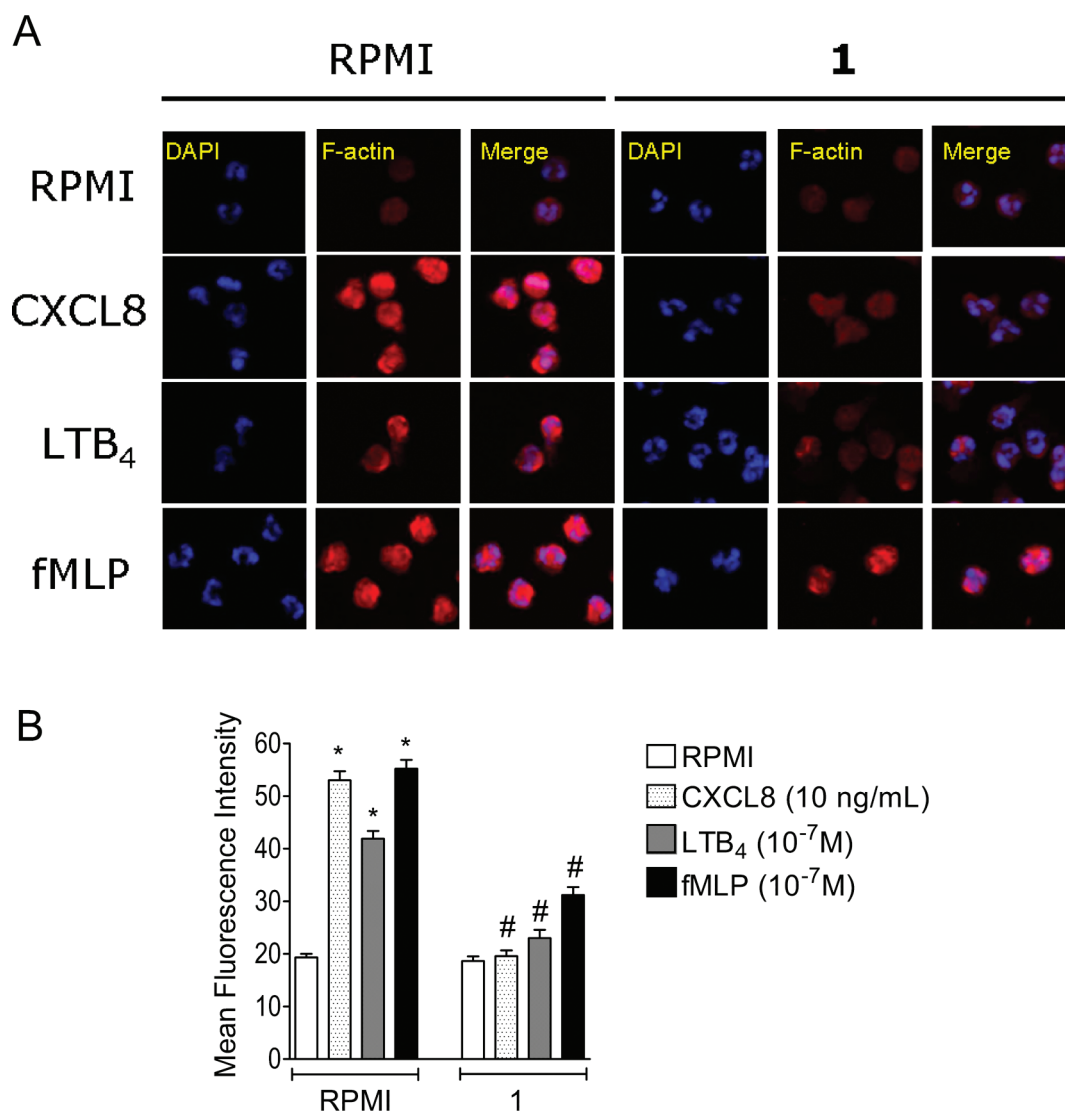 A
RPMI 1
DAPI F-actin Merge DAPI F-actin Merge
RPMI
CXCL8
LTB₄
fMLP
B
Mean Fluorescence Intensity
60
50
40
30
20
10
0
* * *
# # #
RPMI 1
RPMI
CXCL8 (10 ng/mL)
LTB₄ (10⁻⁷M)
fMLP (10⁻⁷M)